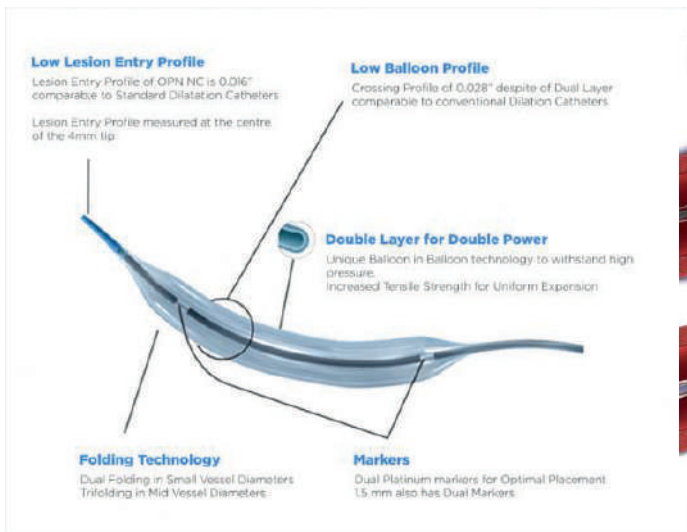 Low Lesion Entry Profile
Lesion Entry Profile of OPN NC is 0.016"
comparable to Standard Dilatation Catheters
Lesion Entry Profile measured at the centre
of the 4mm tip
Low Balloon Profile
Crossing Profile of 0.028" despite of Dual Layer
comparable to conventional Dilation Catheters
Double Layer for Double Power
Unique Balloon in Balloon technology to withstand high
pressure.
Increased Tensile Strength for Uniform Expansion
Folding Technology
Dual Folding in Small Vessel Diameters
Trifolding in Mid Vessel Diameters
Markers
Dual Platinum markers for Optimal Placement
1.5 mm also has Dual Markers